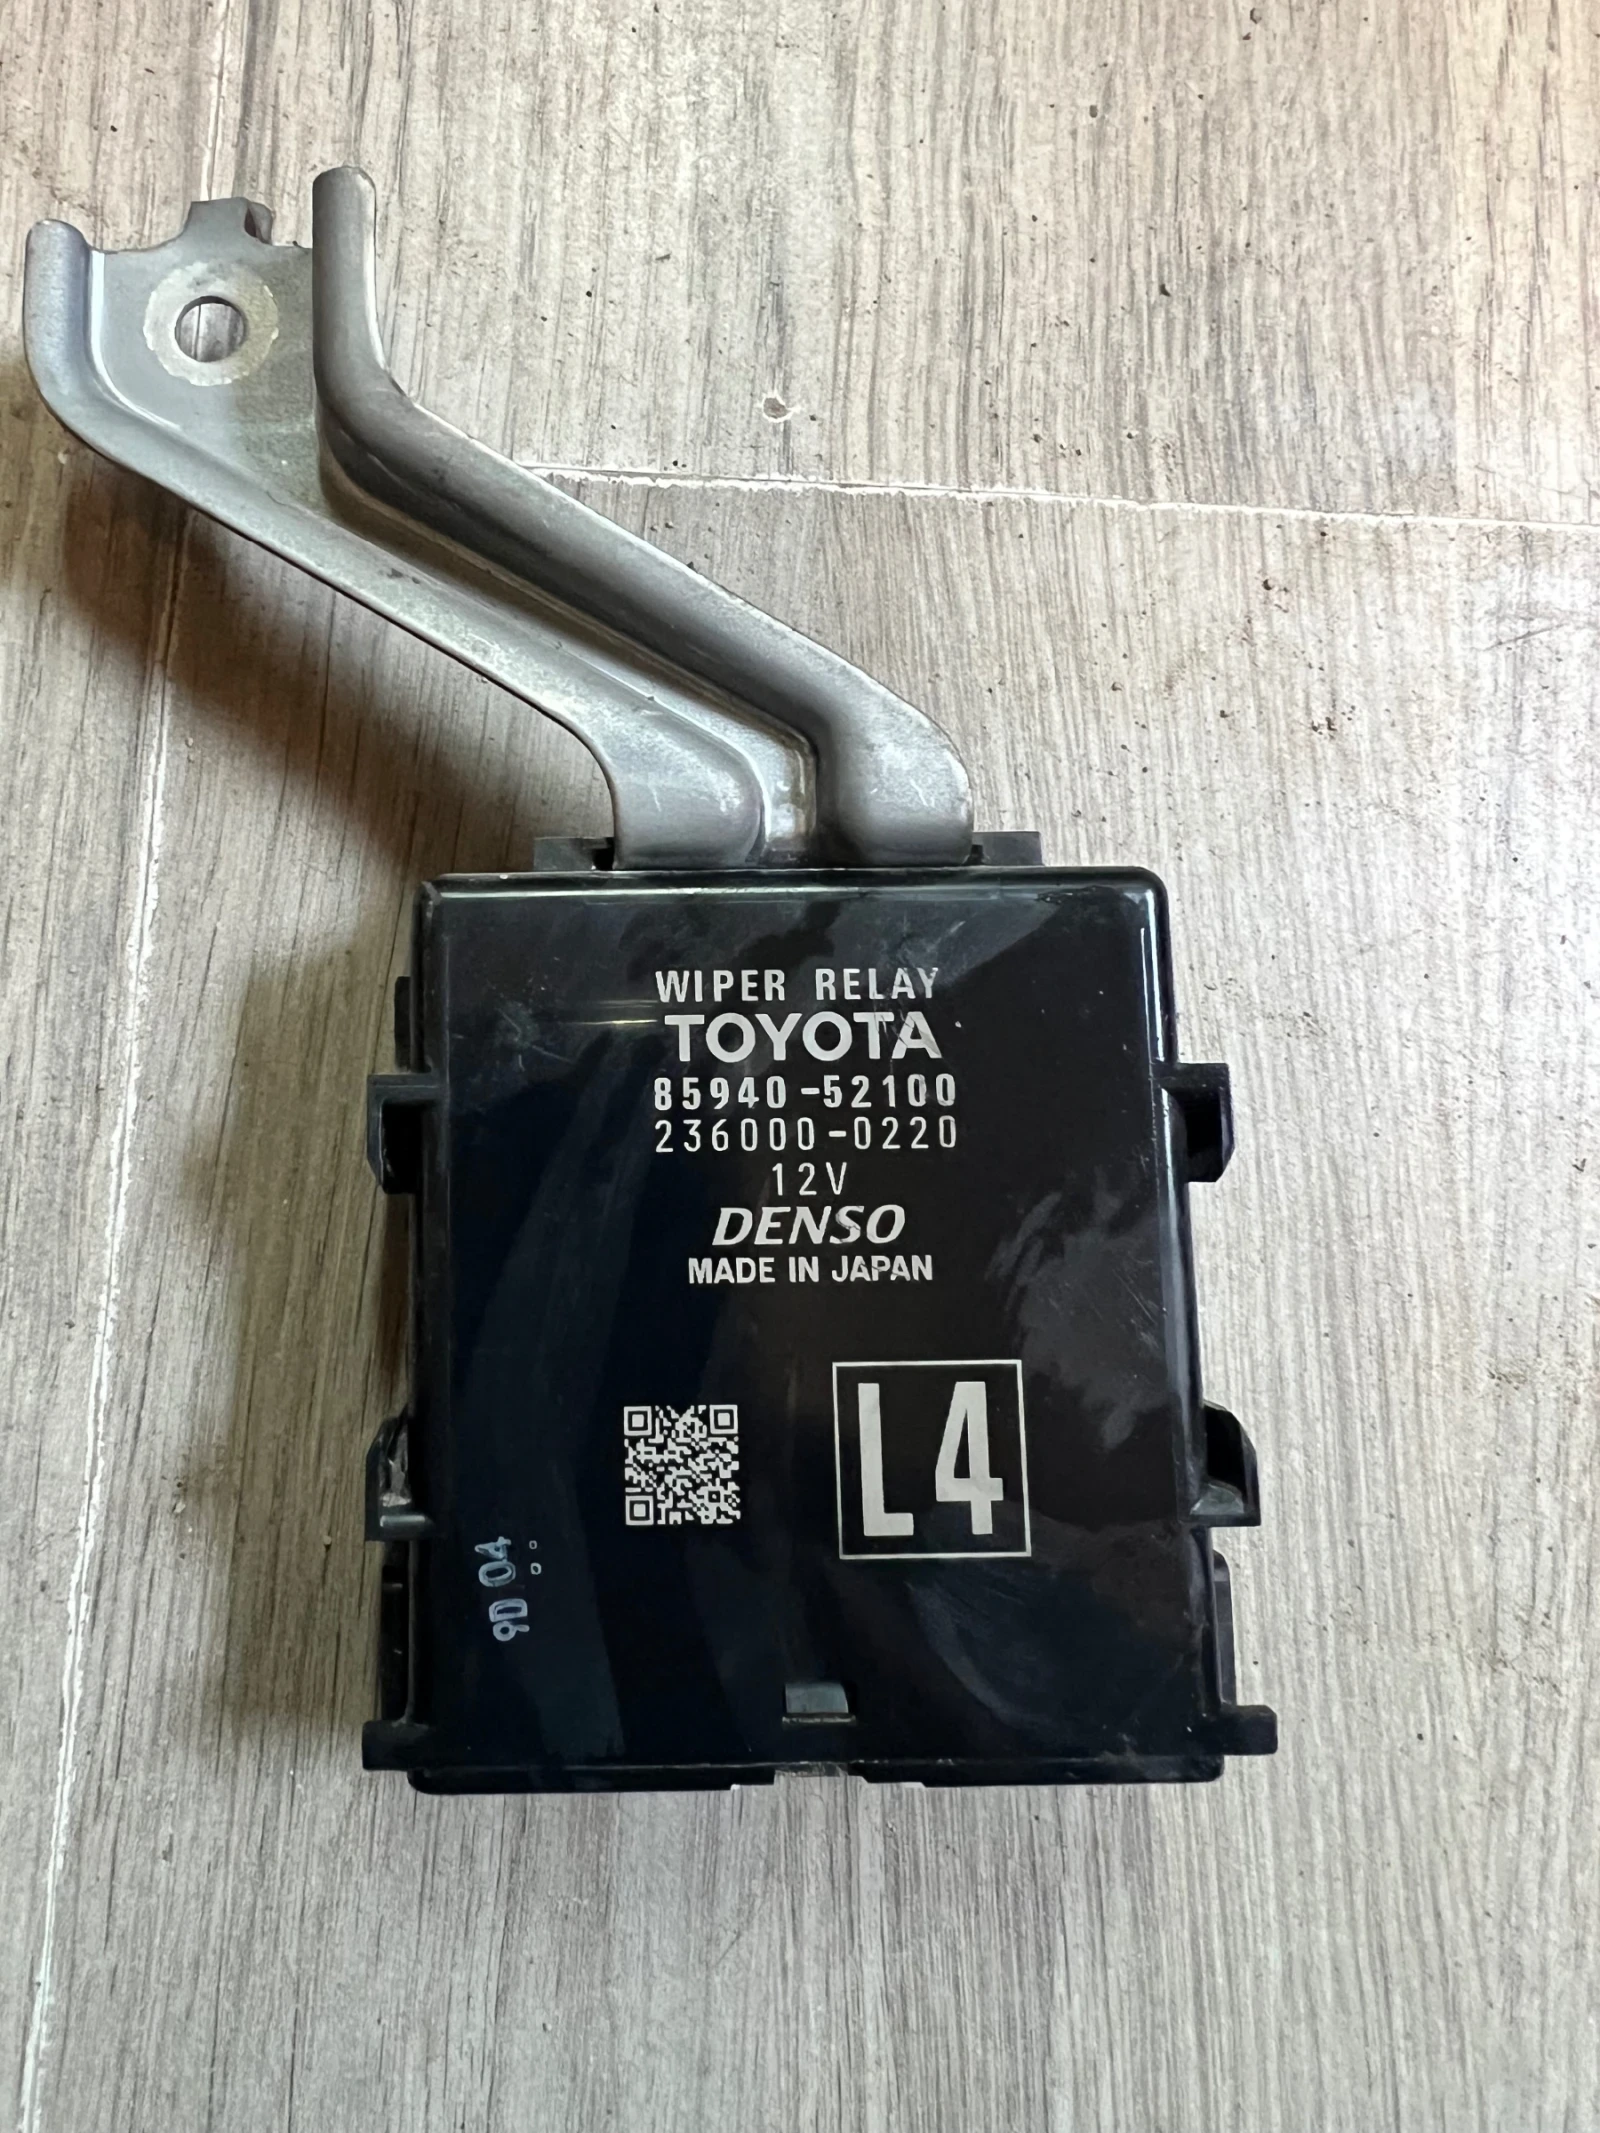 WIPER RELAY
TOYOTA
85940-52100
236000-0220
12V
DENSO
MADE IN JAPAN
L4
9D 04